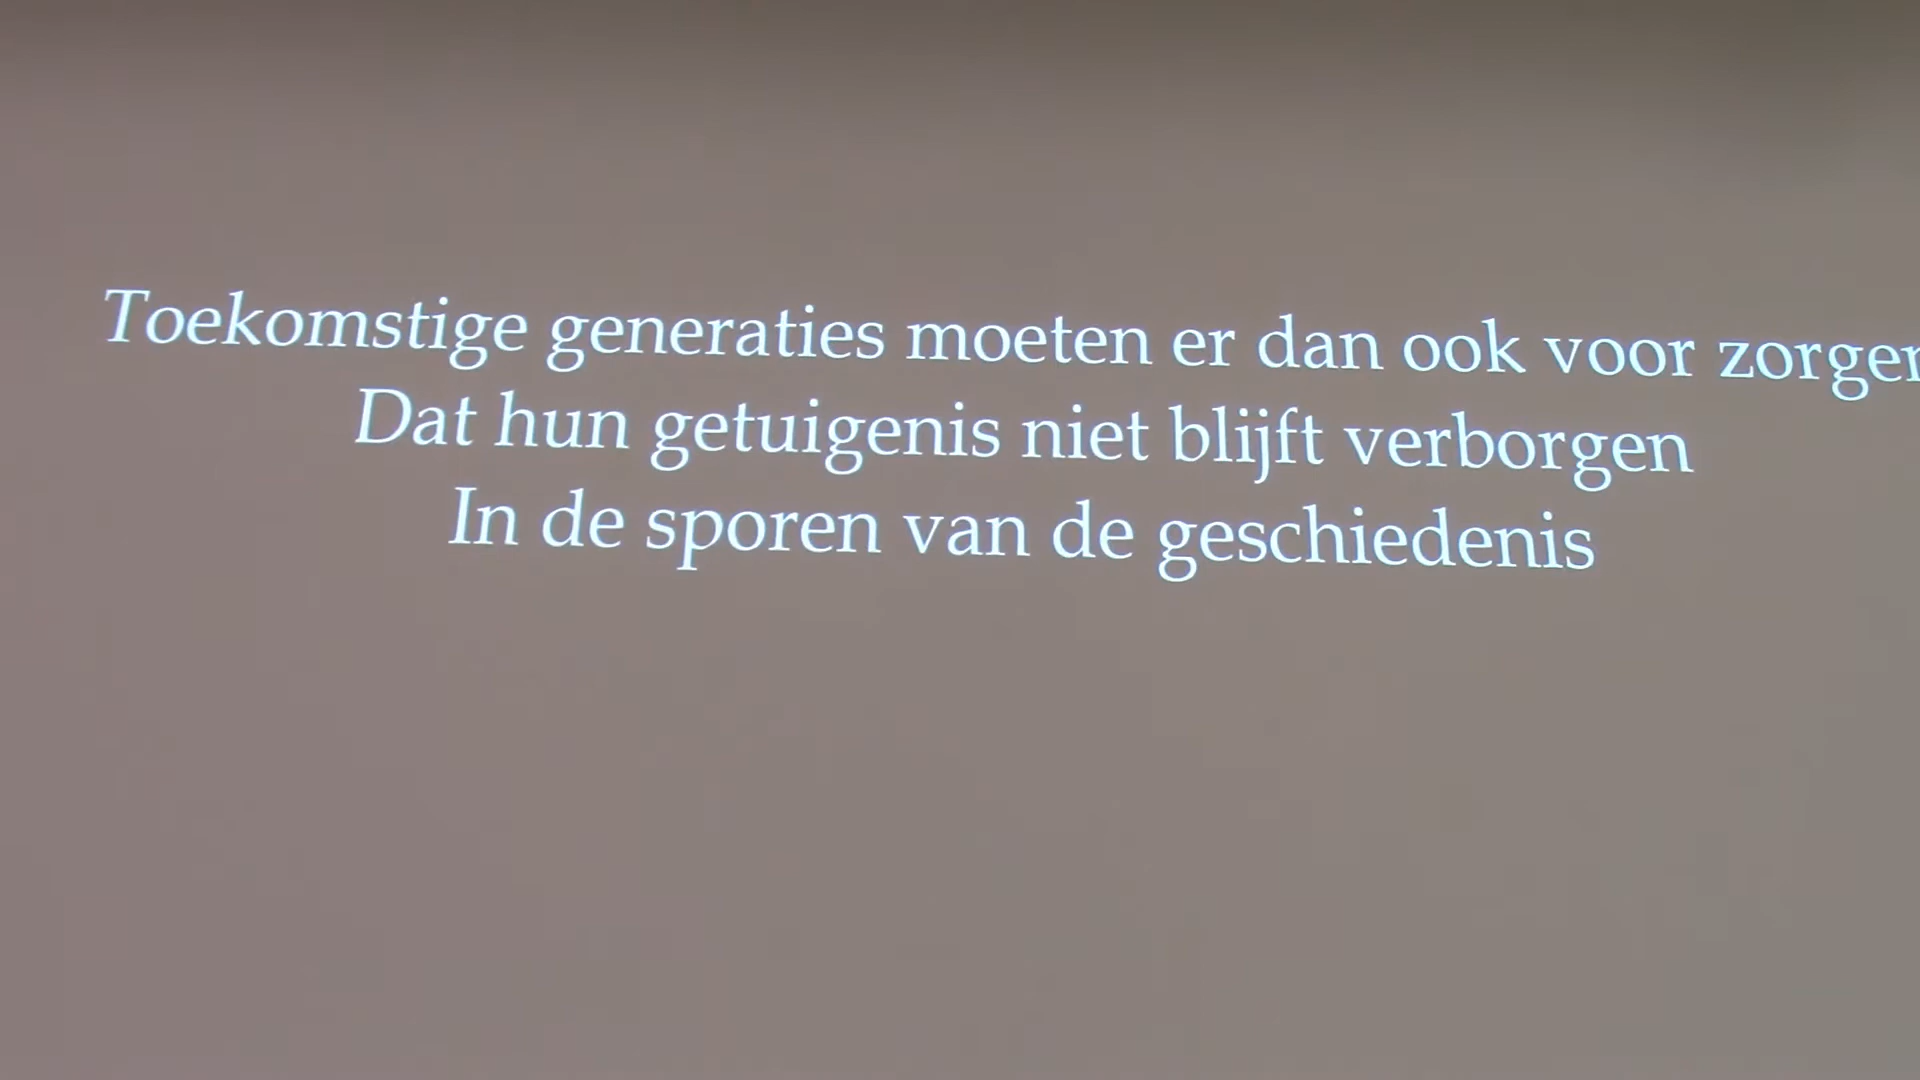 Toekomstige generaties moeten er dan ook voor zorgen
Dat hun getuigenis niet blijft verborgen
In de sporen van de geschiedenis